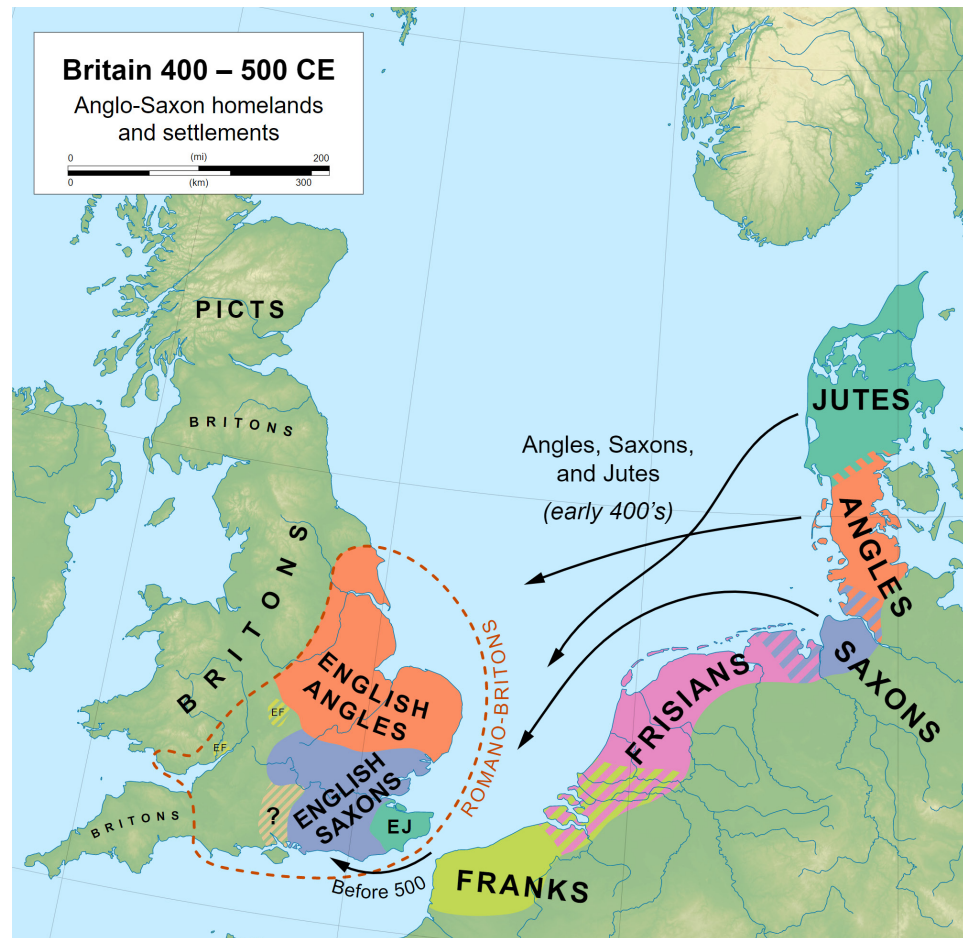 Britain 400 – 500 CE
Anglo-Saxon homelands
and settlements
0 (mi) 200
0 (km) 300
PICTS
BRITONS
JUTES
Angles, Saxons,
and Jutes
(early 400's)
ANGLES
BRITONS
ROMANO-BRITONS
SAXONS
FRISIANS
ENGLISH
ANGLES
EF
EF
ENGLISH
SAXONS
?
BRITONS
EJ
Before 500
FRANKS